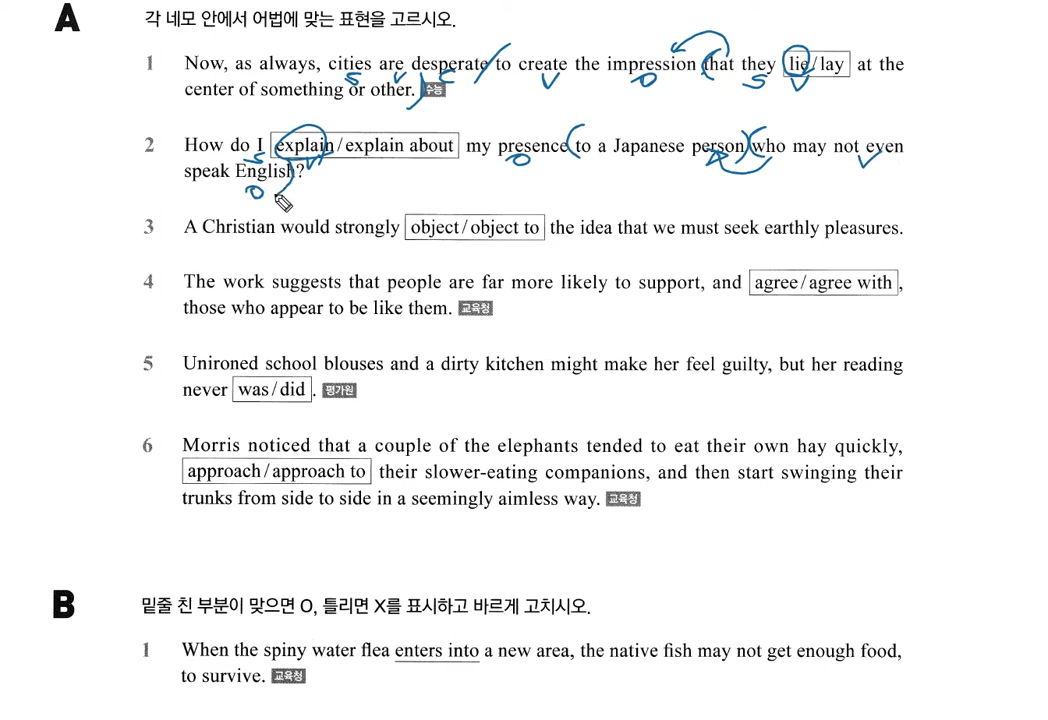 A 각 네모 안에서 어법에 맞는 표현을 고르시오.
1 Now, as always, cities are desperate to create the impression that they lie / lay at the
center of something or other. 수능
2 How do I explain / explain about my presence to a Japanese person who may not even
speak English?
3 A Christian would strongly object / object to the idea that we must seek earthly pleasures.
4 The work suggests that people are far more likely to support, and agree / agree with,
those who appear to be like them. 교육청
5 Unironed school blouses and a dirty kitchen might make her feel guilty, but her reading
never was / did. 평가원
6 Morris noticed that a couple of the elephants tended to eat their own hay quickly,
approach / approach to their slower-eating companions, and then start swinging their
trunks from side to side in a seemingly aimless way. 교육청
B 밑줄 친 부분이 맞으면 O, 틀리면 X를 표시하고 바르게 고치시오.
1 When the spiny water flea enters into a new area, the native fish may not get enough food,
to survive. 교육청